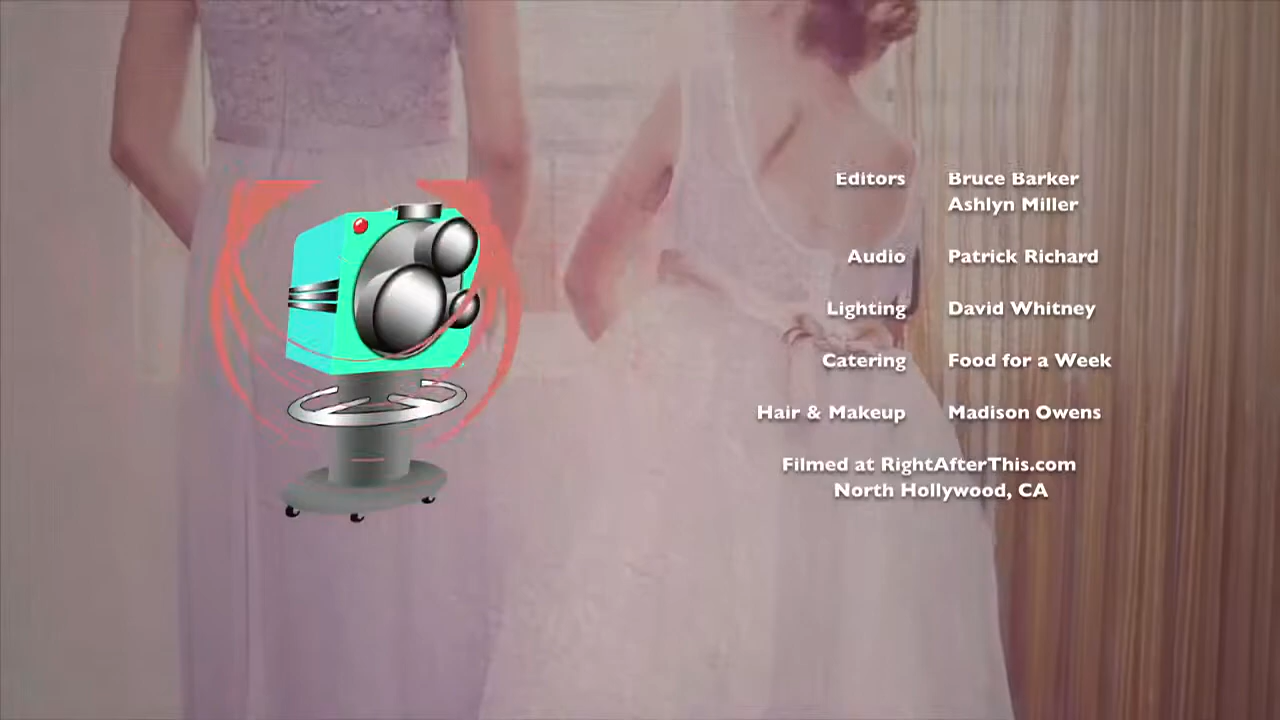 Editors Bruce Barker
Ashlyn Miller
Audio Patrick Richard
Lighting David Whitney
Catering Food for a Week
Hair & Makeup Madison Owens
Filmed at RightAfterThis.com
North Hollywood, CA